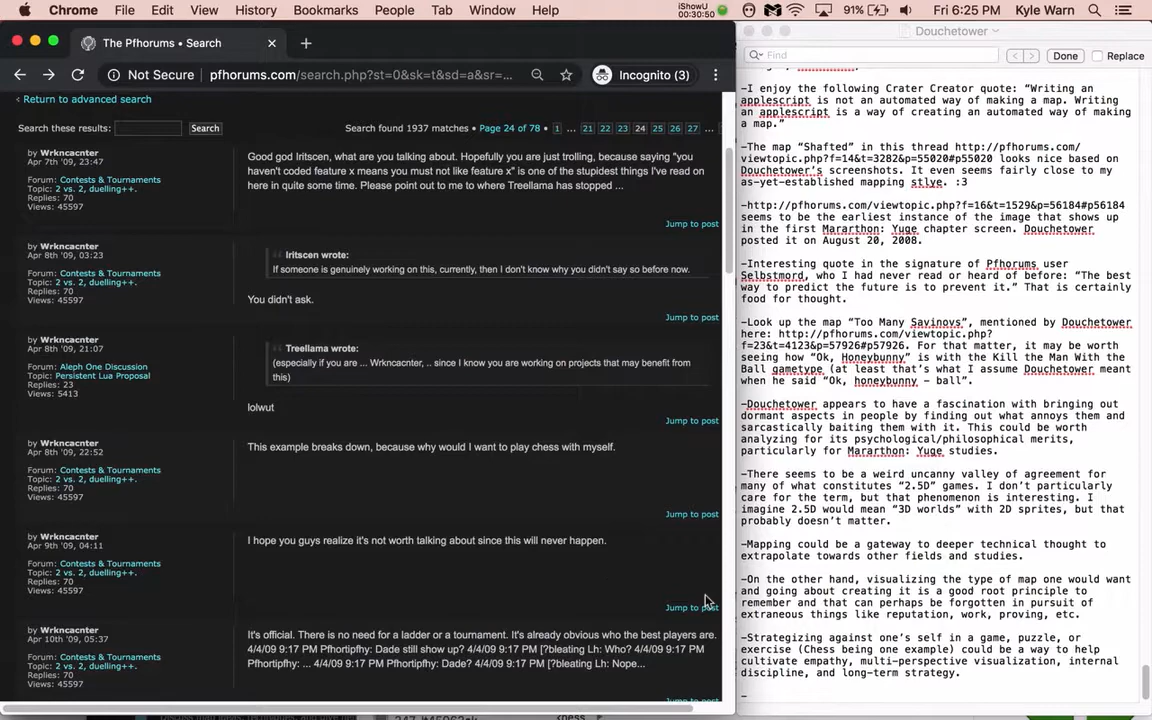 Chrome File Edit View History Bookmarks People Tab Window Help
iShowU
00:30:50
91% Fri 6:25 PM Kyle Warn
The Pfhorums • Search
Not Secure pfhorums.com/search.php?st=0&sk=t&sd=a&sr=... Incognito (3)
‹ Return to advanced search
Search these results: Search
Search found 1937 matches • Page 24 of 78 • 1 ... 21 22 23 24 25 26 27 ...
by Wrkncacnter
Apr 7th '09, 23:47
Forum: Contests & Tournaments
Topic: 2 vs. 2, duelling++.
Replies: 70
Views: 45597
Good god Iritscen, what are you talking about. Hopefully you are just trolling, because saying "you
haven't coded feature x means you must not like feature x" is one of the stupidest things I've read on
here in quite some time. Please point out to me to where Treellama has stopped ...
Jump to post
by Wrkncacnter
Apr 8th '09, 03:23
Forum: Contests & Tournaments
Topic: 2 vs. 2, duelling++.
Replies: 70
Views: 45597
Iritscen wrote:
If someone is genuinely working on this, currently, then I don't know why you didn't say so before now.
You didn't ask.
Jump to post
by Wrkncacnter
Apr 8th '09, 21:07
Forum: Aleph One Discussion
Topic: Persistent Lua Proposal
Replies: 23
Views: 5413
Treellama wrote:
(especially if you are ... Wrkncacnter, .. since I know you are working on projects that may benefit from
this)
lolwut
Jump to post
by Wrkncacnter
Apr 8th '09, 22:52
Forum: Contests & Tournaments
Topic: 2 vs. 2, duelling++.
Replies: 70
Views: 45597
This example breaks down, because why would I want to play chess with myself.
Jump to post
by Wrkncacnter
Apr 9th '09, 04:11
Forum: Contests & Tournaments
Topic: 2 vs. 2, duelling++.
Replies: 70
Views: 45597
I hope you guys realize it's not worth talking about since this will never happen.
Jump to post
by Wrkncacnter
Apr 10th '09, 05:37
Forum: Contests & Tournaments
Topic: 2 vs. 2, duelling++.
Replies: 70
Views: 45597
It's official. There is no need for a ladder or a tournament. It's already obvious who the best players are.
4/4/09 9:17 PM Pfhortipfhy: Dade still show up? 4/4/09 9:17 PM [?bleating Lh: Who? 4/4/09 9:17 PM
Pfhortipfhy: ... 4/4/09 9:17 PM Pfhortipfhy: Dade? 4/4/09 9:17 PM [?bleating Lh: Nope...
Jump to post
Douchetower
Find Done Replace
-I enjoy the following Crater Creator quote: “Writing an
applescript is not an automated way of making a map. Writing
an applescript is a way of creating an automated way of making
a map.”
-The map “Shafted” in this thread http://pfhorums.com/
viewtopic.php?f=14&t=3282&p=55020#p55020 looks nice based on
Douchetower’s screenshots. It even seems fairly close to my
as-yet-established mapping stlye. :3
-http://pfhorums.com/viewtopic.php?f=16&t=1529&p=56184#p56184
seems to be the earliest instance of the image that shows up
in the first Mararthon: Yuge chapter screen. Douchetower
posted it on August 20, 2008.
-Interesting quote in the signature of Pfhorums user
Selbstmord, who I had never read or heard of before: “The best
way to predict the future is to prevent it.” That is certainly
food for thought.
-Look up the map “Too Many Savinovs”, mentioned by Douchetower
here: http://pfhorums.com/viewtopic.php?
f=23&t=4123&p=57926#p57926. For that matter, it may be worth
seeing how “Ok, Honeybunny” is with the Kill the Man With the
Ball gametype (at least that’s what I assume Douchetower meant
when he said “Ok, honeybunny - ball”.
-Douchetower appears to have a fascination with bringing out
dormant aspects in people by finding out what annoys them and
sarcastically baiting them with it. This could be worth
analyzing for its psychological/philosophical merits,
particularly for Mararthon: Yuge studies.
-There seems to be a weird uncanny valley of agreement for
many of what constitutes “2.5D” games. I don’t particularly
care for the term, but that phenomenon is interesting. I
imagine 2.5D would mean “3D worlds” with 2D sprites, but that
probably doesn’t matter.
-Mapping could be a gateway to deeper technical thought to
extrapolate towards other fields and studies.
-On the other hand, visualizing the type of map one would want
and going about creating it is a good root principle to
remember and that can perhaps be forgotten in pursuit of
extraneous things like reputation, work, proving, etc.
-Strategizing against one’s self in a game, puzzle, or
exercise (Chess being one example) could be a way to help
cultivate empathy, multi-perspective visualization, internal
discipline, and long-term strategy.
-